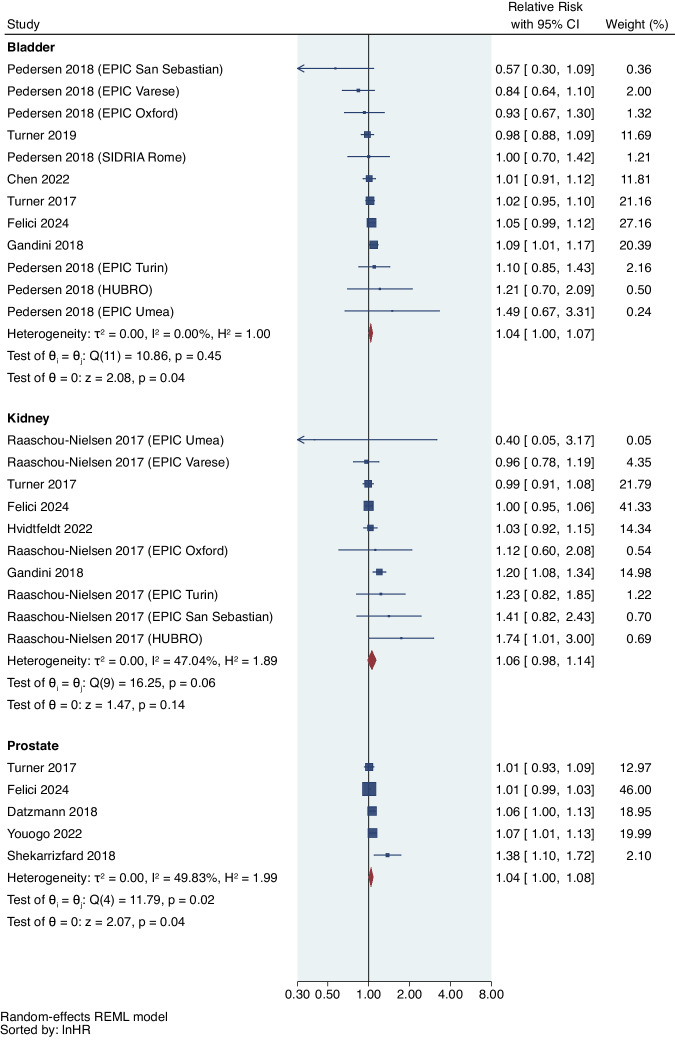 Relative Risk
Study with 95% CI Weight (%)
Bladder
Pedersen 2018 (EPIC San Sebastian) 0.57 [ 0.30, 1.09] 0.36
Pedersen 2018 (EPIC Varese) 0.84 [ 0.64, 1.10] 2.00
Pedersen 2018 (EPIC Oxford) 0.93 [ 0.67, 1.30] 1.32
Turner 2019 0.98 [ 0.88, 1.09] 11.69
Pedersen 2018 (SIDRIA Rome) 1.00 [ 0.70, 1.42] 1.21
Chen 2022 1.01 [ 0.91, 1.12] 11.81
Turner 2017 1.02 [ 0.95, 1.10] 21.16
Felici 2024 1.05 [ 0.99, 1.12] 27.16
Gandini 2018 1.09 [ 1.01, 1.17] 20.39
Pedersen 2018 (EPIC Turin) 1.10 [ 0.85, 1.43] 2.16
Pedersen 2018 (HUBRO) 1.21 [ 0.70, 2.09] 0.50
Pedersen 2018 (EPIC Umea) 1.49 [ 0.67, 3.31] 0.24
Heterogeneity: τ² = 0.00, I² = 0.00%, H² = 1.00 1.04 [ 1.00, 1.07]
Test of θᵢ = θⱼ: Q(11) = 10.86, p = 0.45
Test of θ = 0: z = 2.08, p = 0.04
Kidney
Raaschou-Nielsen 2017 (EPIC Umea) 0.40 [ 0.05, 3.17] 0.05
Raaschou-Nielsen 2017 (EPIC Varese) 0.96 [ 0.78, 1.19] 4.35
Turner 2017 0.99 [ 0.91, 1.08] 21.79
Felici 2024 1.00 [ 0.95, 1.06] 41.33
Hvidtfeldt 2022 1.03 [ 0.92, 1.15] 14.34
Raaschou-Nielsen 2017 (EPIC Oxford) 1.12 [ 0.60, 2.08] 0.54
Gandini 2018 1.20 [ 1.08, 1.34] 14.98
Raaschou-Nielsen 2017 (EPIC Turin) 1.23 [ 0.82, 1.85] 1.22
Raaschou-Nielsen 2017 (EPIC San Sebastian) 1.41 [ 0.82, 2.43] 0.70
Raaschou-Nielsen 2017 (HUBRO) 1.74 [ 1.01, 3.00] 0.69
Heterogeneity: τ² = 0.00, I² = 47.04%, H² = 1.89 1.06 [ 0.98, 1.14]
Test of θᵢ = θⱼ: Q(9) = 16.25, p = 0.06
Test of θ = 0: z = 1.47, p = 0.14
Prostate
Turner 2017 1.01 [ 0.93, 1.09] 12.97
Felici 2024 1.01 [ 0.99, 1.03] 46.00
Datzmann 2018 1.06 [ 1.00, 1.13] 18.95
Youogo 2022 1.07 [ 1.01, 1.13] 19.99
Shekarrizfard 2018 1.38 [ 1.10, 1.72] 2.10
Heterogeneity: τ² = 0.00, I² = 49.83%, H² = 1.99 1.04 [ 1.00, 1.08]
Test of θᵢ = θⱼ: Q(4) = 11.79, p = 0.02
Test of θ = 0: z = 2.07, p = 0.04
0.30 0.50 1.00 2.00 4.00 8.00
Random-effects REML model
Sorted by: lnHR